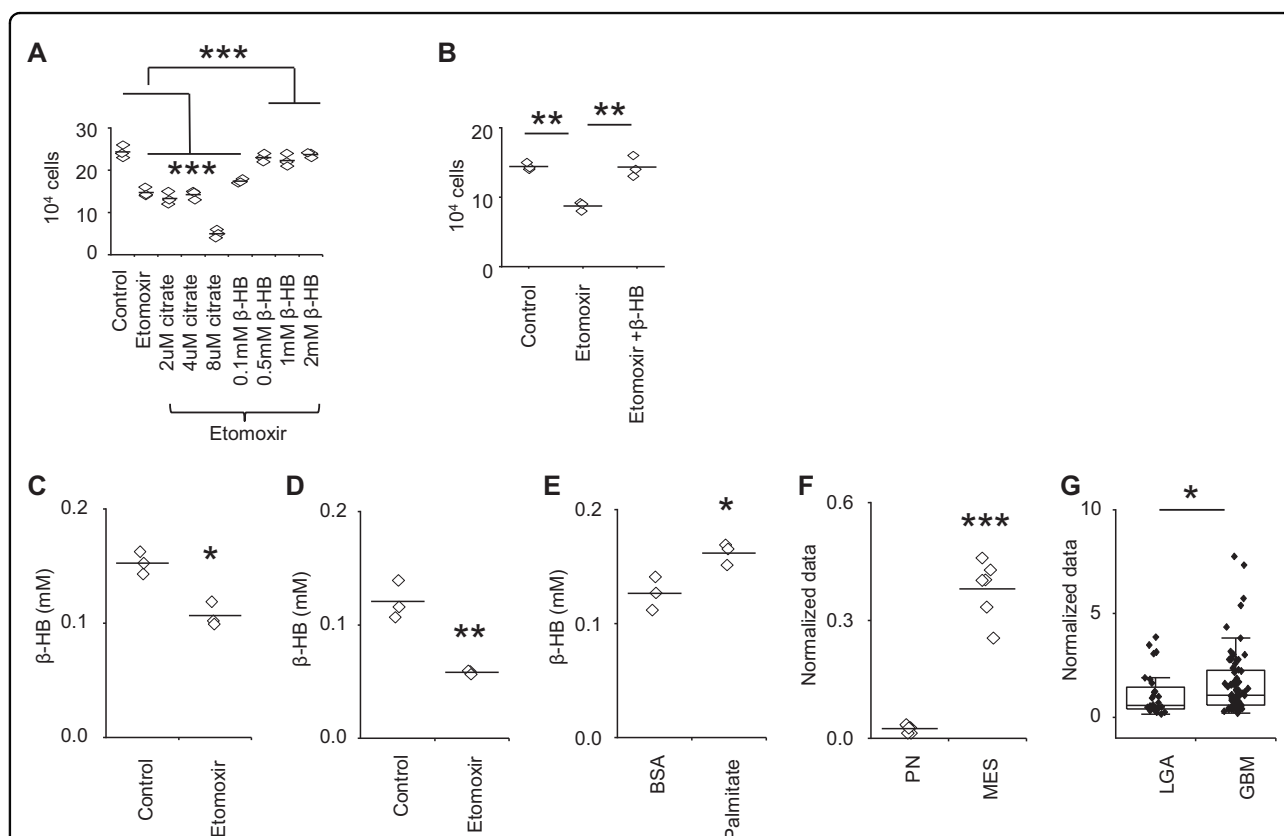 A
***
***
10⁴ cells
30
20
10
0
Control
Etomoxir
2uM citrate
4uM citrate
8uM citrate
0.1mM β-HB
0.5mM β-HB
1mM β-HB
2mM β-HB
Etomoxir
B
**
**
10⁴ cells
20
10
0
Control
Etomoxir
Etomoxir +β-HB
C
β-HB (mM)
0.2
0.1
0.0
*
Control
Etomoxir
D
β-HB (mM)
0.2
0.1
0.0
**
Control
Etomoxir
E
β-HB (mM)
0.2
0.1
0.0
*
BSA
Palmitate
F
Normalized data
0.6
0.3
0.0
***
PN
MES
G
Normalized data
10
5
0
*
LGA
GBM